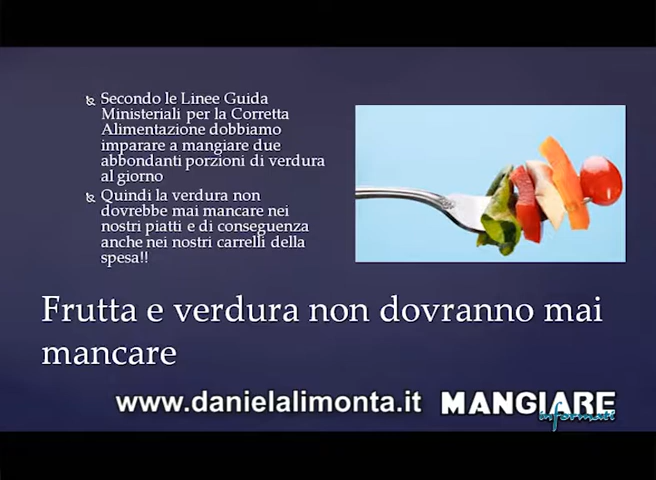 Secondo le Linee Guida
Ministeriali per la Corretta
Alimentazione dobbiamo
imparare a mangiare due
abbondanti porzioni di verdura
al giorno
Quindi la verdura non
dovrebbe mai mancare nei
nostri piatti e di conseguenza
anche nei nostri carrelli della
spesa!!
Frutta e verdura non dovranno mai
mancare
www.danielalimonta.it MANGIARE
informati